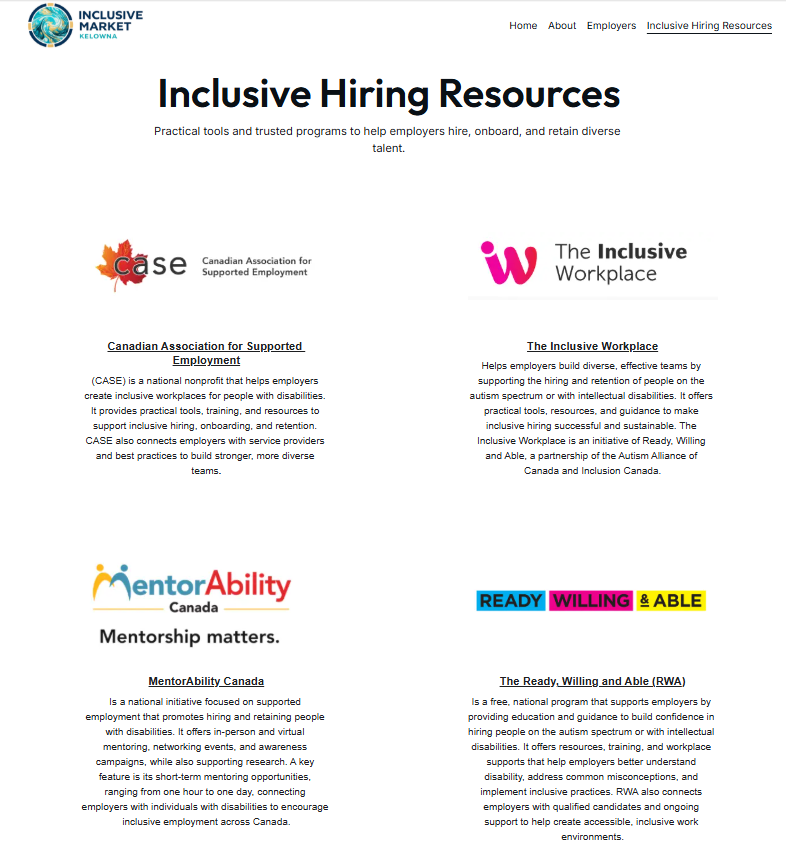 INCLUSIVE
MARKET
KELOWNA
Home About Employers Inclusive Hiring Resources
Inclusive Hiring Resources
Practical tools and trusted programs to help employers hire, onboard, and retain diverse
talent.
case
Canadian Association for
Supported Employment
Canadian Association for Supported
Employment
(CASE) is a national nonprofit that helps employers
create inclusive workplaces for people with disabilities.
It provides practical tools, training, and resources to
support inclusive hiring, onboarding, and retention.
CASE also connects employers with service providers
and best practices to build stronger, more diverse
teams.
iw
The Inclusive
Workplace
The Inclusive Workplace
Helps employers build diverse, effective teams by
supporting the hiring and retention of people on the
autism spectrum or with intellectual disabilities. It offers
practical tools, resources, and guidance to make
inclusive hiring successful and sustainable. The
Inclusive Workplace is an initiative of Ready, Willing
and Able, a partnership of the Autism Alliance of
Canada and Inclusion Canada.
MentorAbility
Canada
Mentorship matters.
MentorAbility Canada
Is a national initiative focused on supported
employment that promotes hiring and retaining people
with disabilities. It offers in-person and virtual
mentoring, networking events, and awareness
campaigns, while also supporting research. A key
feature is its short-term mentoring opportunities,
ranging from one hour to one day, connecting
employers with individuals with disabilities to encourage
inclusive employment across Canada.
READY WILLING & ABLE
The Ready, Willing and Able (RWA)
Is a free, national program that supports employers by
providing education and guidance to build confidence in
hiring people on the autism spectrum or with intellectual
disabilities. It offers resources, training, and workplace
supports that help employers better understand
disability, address common misconceptions, and
implement inclusive practices. RWA also connects
employers with qualified candidates and ongoing
support to help create accessible, inclusive work
environments.